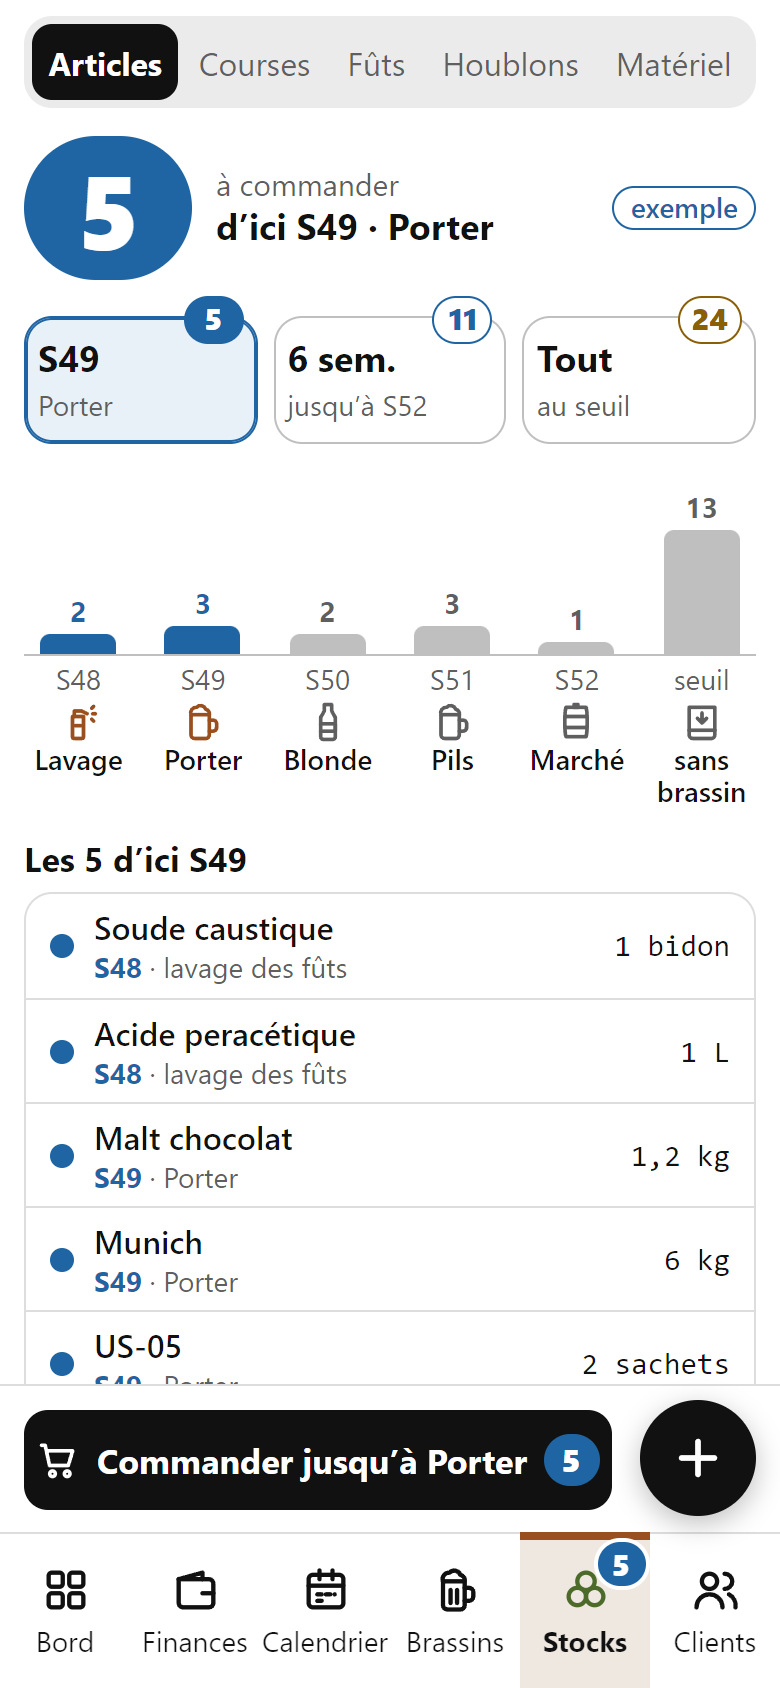 Articles Courses Fûts Houblons Matériel
5
à commander
d’ici S49 · Porter
exemple
5
S49
Porter
11
6 sem.
jusqu’à S52
24
Tout
au seuil
2 3 2 3 1 13
S48 S49 S50 S51 S52 seuil
Lavage Porter Blonde Pils Marché sans
brassin
Les 5 d’ici S49
Soude caustique
S48 · lavage des fûts
1 bidon
Acide peracétique
S48 · lavage des fûts
1 L
Malt chocolat
S49 · Porter
1,2 kg
Munich
S49 · Porter
6 kg
US-05
S49 · Porter
2 sachets
Commander jusqu’à Porter 5
5
Bord Finances Calendrier Brassins Stocks Clients